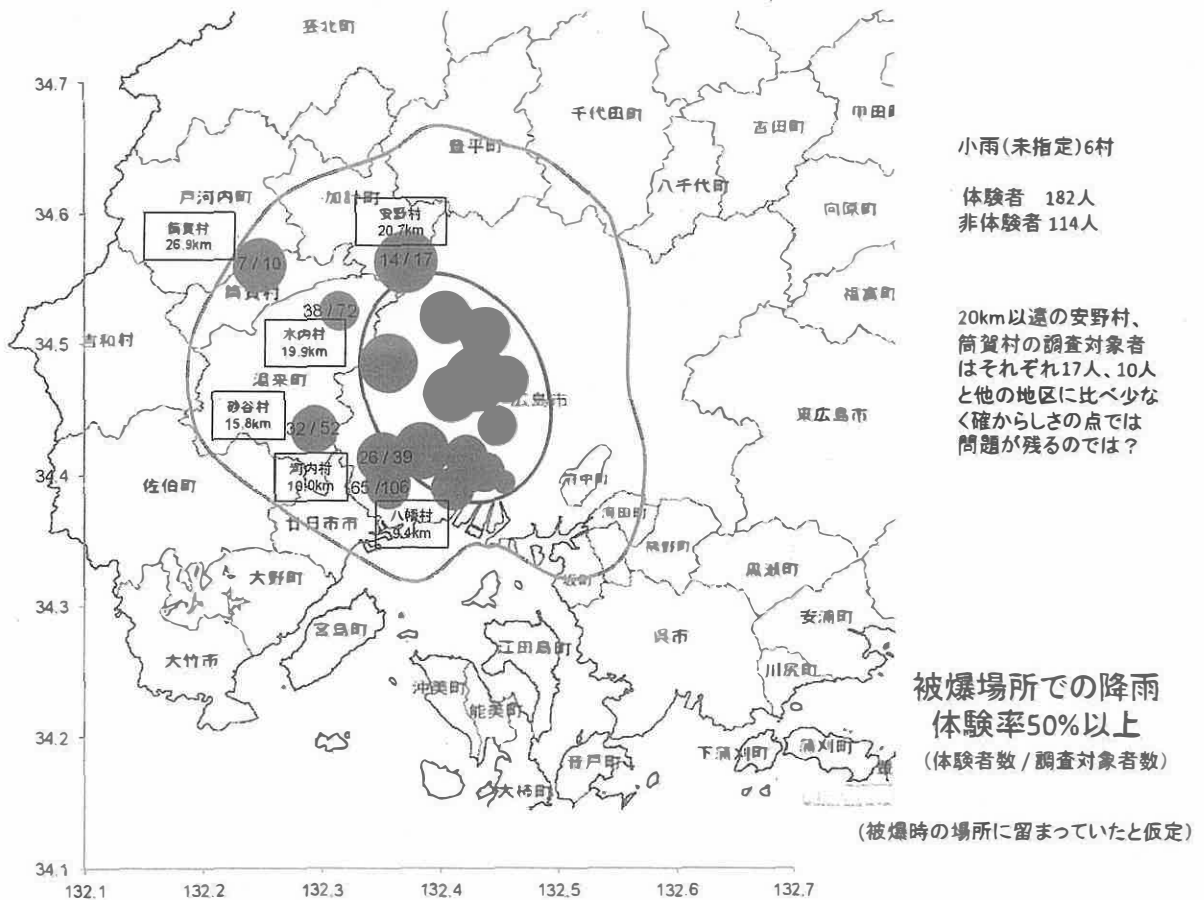 芸北町
34.7
千代田町
吉田町
豊平町
小雨(未指定)6村
戸河内町
加計町
八千代町
体験者 182人
向原町
非体験者 114人
34.6
筒賀村
26.9km
安野村
20.7km
7/10
14/17
筒賀村
福富町
38/72
20km以遠の安野村、
筒賀村の調査対象者
はそれぞれ17人、10人
と他の地区に比べ少な
く確からしさの点では
問題が残るのでは?
吉和村
34.5
水内村
19.9km
湯来町
広島市
東広島市
砂谷村
15.8km
32/52
26/39
34.4
佐伯町
河内村
65/106
府中町
八幡村
9.4km
廿日市市
海田町
熊野町
黒瀬町
大野町
坂町
34.3
宮島町
安浦町
呉市
大竹市
江田島町
川尻町
沖美町
能美町
被爆場所での降雨
体験率50%以上
(体験者数/調査対象者数)
34.2
音戸町
下蒲刈町
蒲刈町
大柿町
(被爆時の場所に留まっていたと仮定)
34.1
132.1
132.2
132.3
132.4
132.5
132.6
132.7